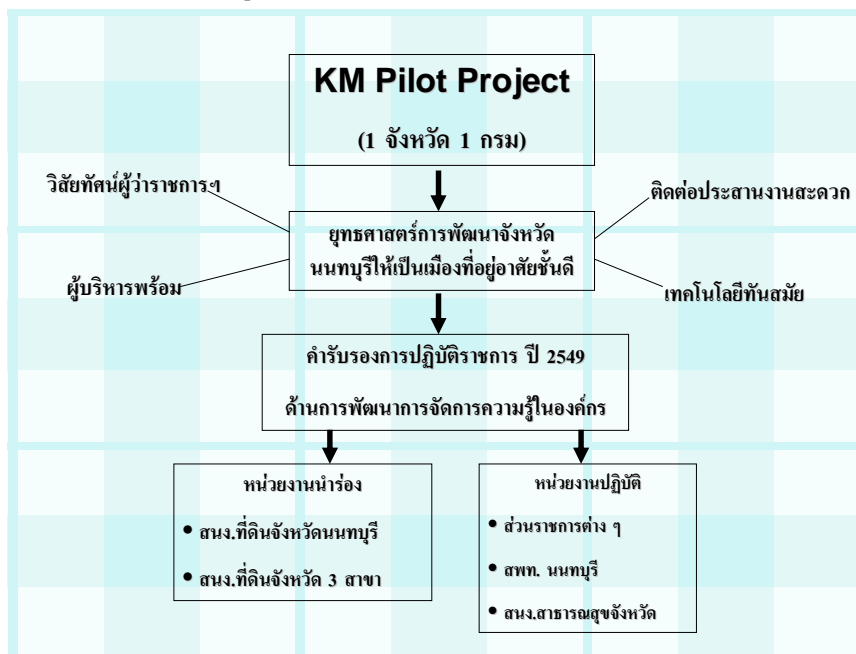 KM Pilot Project
(1 จังหวัด 1 กรม)
วิสัยทัศน์ผู้ว่าราชการฯ
ติดต่อประสานงานสะดวก
ยุทธศาสตร์การพัฒนาจังหวัด
นนทบุรีให้เป็นเมืองที่อยู่อาศัยชั้นดี
ผู้บริหารพร้อม
เทคโนโลยีทันสมัย
คำรับรองการปฏิบัติราชการ ปี 2549
ด้านการพัฒนาการจัดการความรู้ในองค์กร
หน่วยงานนำร่อง
• สนง.ที่ดินจังหวัดนนทบุรี
• สนง.ที่ดินจังหวัด 3 สาขา
หน่วยงานปฏิบัติ
• ส่วนราชการต่าง ๆ
• สพท. นนทบุรี
• สนง.สาธารณสุขจังหวัด